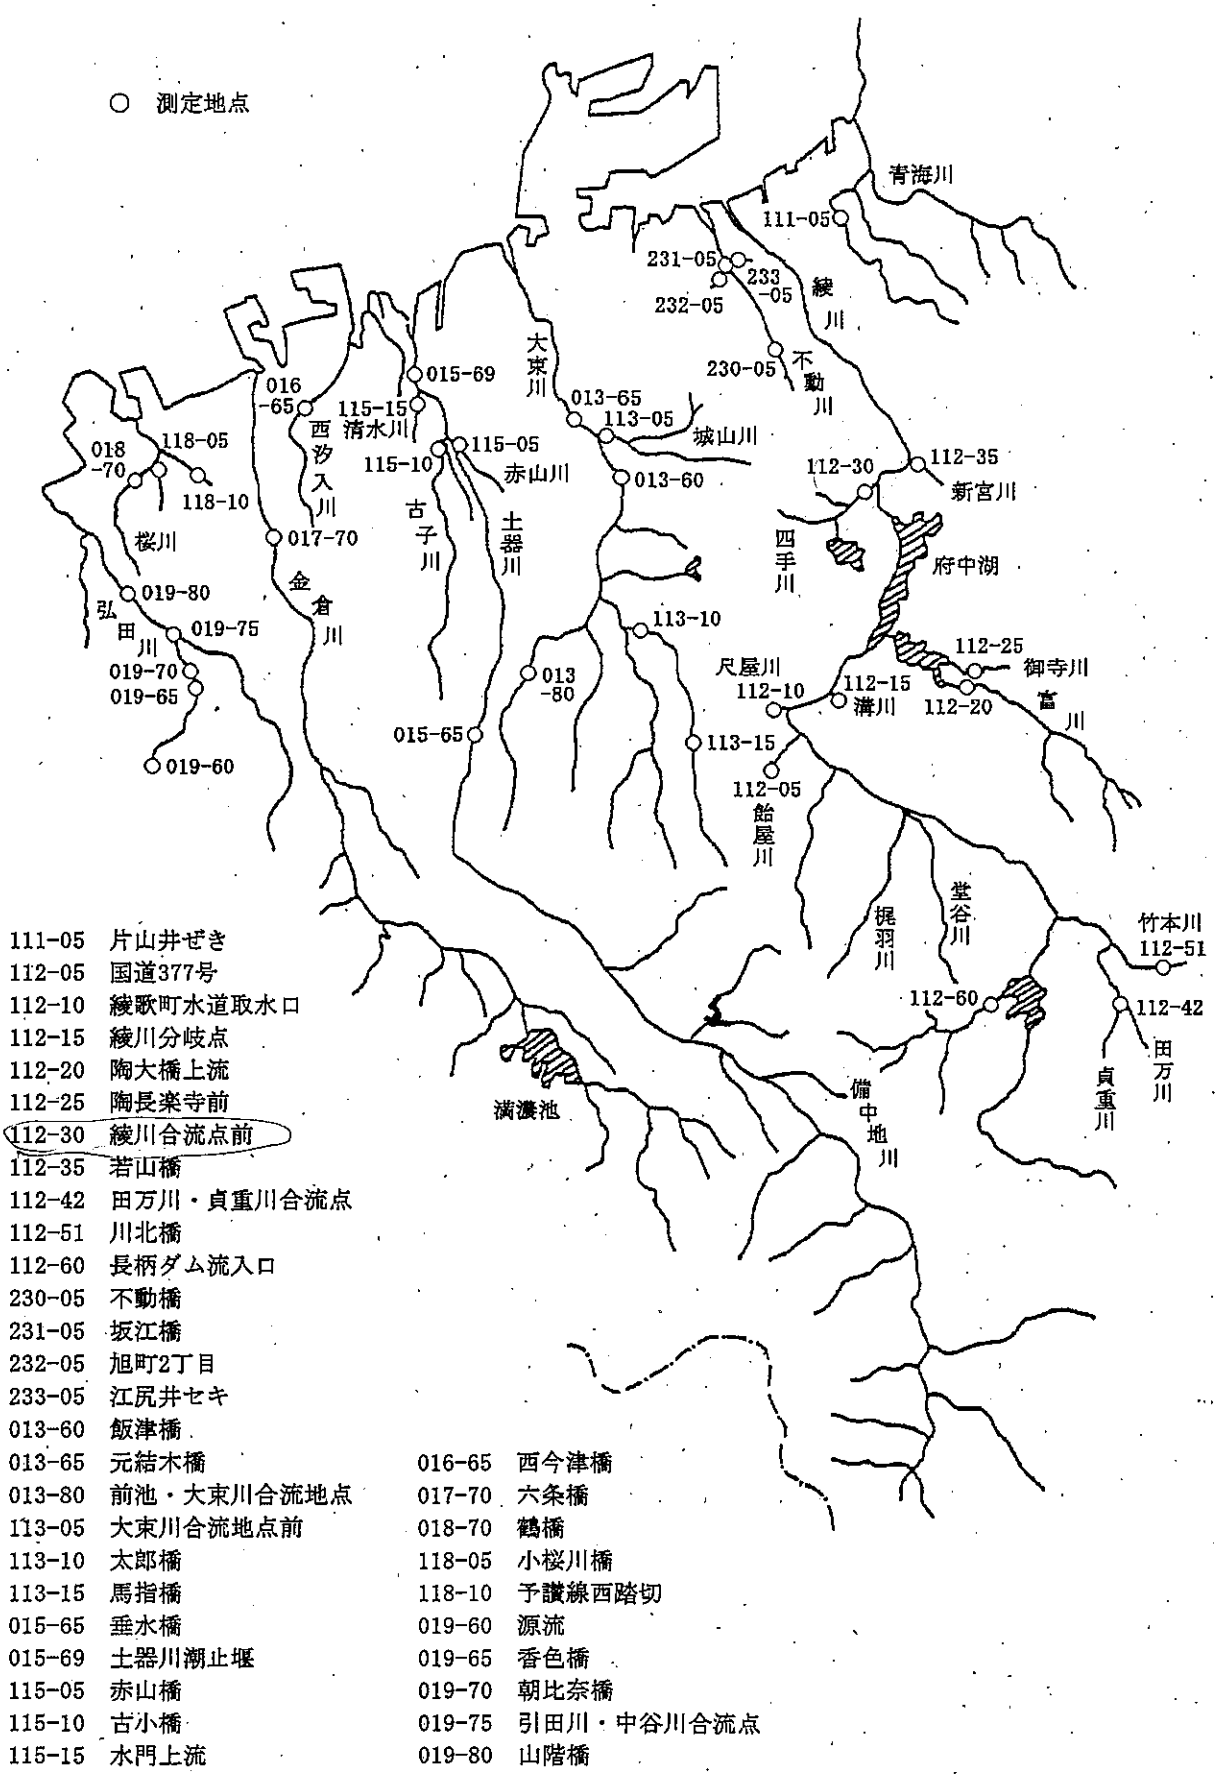 ○ 測定地点
青海川
111-05
231-05
233
-05
232-05
綾川
大束川
不動川
230-05
015-69
016
-65
013-65
115-15
清水川
113-05
城山川
西汐入川
118-05
018
-70
115-05
115-10
赤山川
112-30
112-35
新宮川
013-60
118-10
古子川
土器川
桜川
017-70
四手川
府中湖
金倉川
019-80
弘田川
019-75
113-10
019-70
019-65
013
-80
尺屋川
112-10
112-15
溝川
112-25
御寺川
112-20
富川
015-65
113-15
019-60
112-05
飴屋川
梶羽川
堂谷川
竹本川
112-51
112-60
112-42
田万川
貞重川
備中地川
満濃池
111-05 片山井ぜき
112-05 国道377号
112-10 綾歌町水道取水口
112-15 綾川分岐点
112-20 陶大橋上流
112-25 陶長楽寺前
112-30 綾川合流点前
112-35 若山橋
112-42 田万川・貞重川合流点
112-51 川北橋
112-60 長柄ダム流入口
230-05 不動橋
231-05 坂江橋
232-05 旭町2丁目
233-05 江尻井セキ
013-60 飯津橋
013-65 元結木橋
013-80 前池・大束川合流地点
113-05 大束川合流地点前
113-10 太郎橋
113-15 馬指橋
015-65 垂水橋
015-69 土器川潮止堰
115-05 赤山橋
115-10 古小橋
115-15 水門上流
016-65 西今津橋
017-70 六条橋
018-70 鶴橋
118-05 小桜川橋
118-10 予讃線西踏切
019-60 源流
019-65 香色橋
019-70 朝比奈橋
019-75 引田川・中谷川合流点
019-80 山階橋